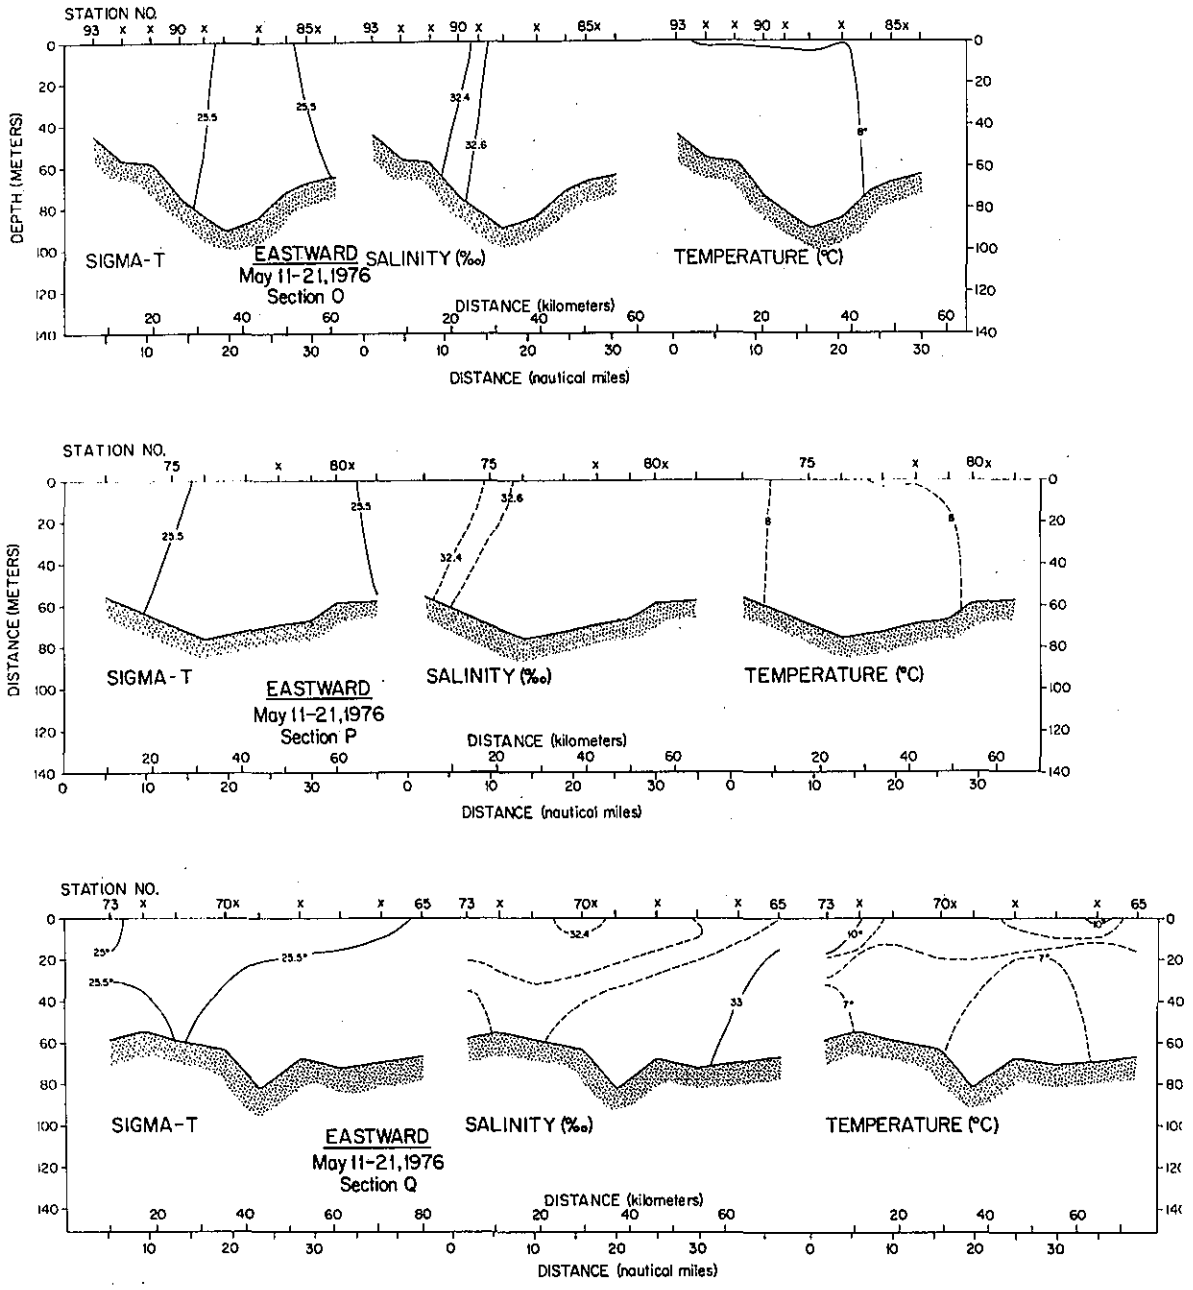 STATION NO.
93 x x 90 x x 85x 93 x x 90 x x 85x 93 x x 90 x x 85x
0 0
20 20
40 40
60 60
80 80
100 100
120 120
140 140
DEPTH (METERS)
25.5 25.5 32.4 32.6 8°
SIGMA-T SALINITY (‰) TEMPERATURE (°C)
EASTWARD
May 11-21, 1976
Section O
DISTANCE (kilometers)
20 40 60 20 40 60 20 40 60
10 20 30 0 10 20 30 0 10 20 30
DISTANCE (nautical miles)
STATION NO.
75 x 80x 75 x 80x 75 x 80x
0 0
20 20
40 40
60 60
80 80
100 100
120 120
140 140
DISTANCE (METERS)
25.5 25.5 32.4 32.6 8 8
SIGMA-T SALINITY (‰) TEMPERATURE (°C)
EASTWARD
May 11-21, 1976
Section P
DISTANCE (kilometers)
20 40 60 20 40 60 20 40 60
0 10 20 30 0 10 20 30 0 10 20 30
DISTANCE (nautical miles)
STATION NO.
73 x 70x x x 65 73 x 70x x x 65 73 x 70x x x 65
0 0
20 20
40 40
60 60
80 80
100 100
120 120
140 140
25° 25.5° 25.5° 32.4 33 10° 10° 7° 7°
SIGMA-T SALINITY (‰) TEMPERATURE (°C)
EASTWARD
May 11-21, 1976
Section Q
DISTANCE (kilometers)
20 40 60 80 20 40 60 20 40 60
10 20 30 0 10 20 30 0 10 20 30
DISTANCE (nautical miles)